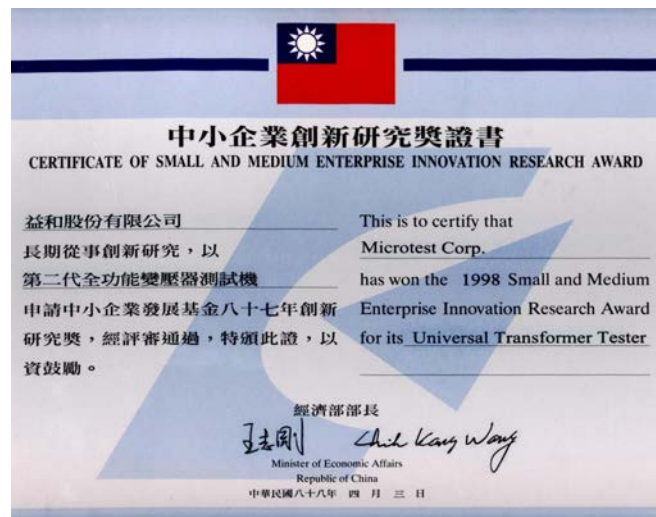 中小企業創新研究獎證書
CERTIFICATE OF SMALL AND MEDIUM ENTERPRISE INNOVATION RESEARCH AWARD
益和股份有限公司
長期從事創新研究，以
第二代全功能變壓器測試機
申請中小企業發展基金八十七年創新
研究獎，經評審通過，特頒此證，以
資鼓勵。
This is to certify that
Microtest Corp.
has won the 1998 Small and Medium
Enterprise Innovation Research Award
for its Universal Transformer Tester
經濟部部長
王志剛 Chih Kang Wang
Minister of Economic Affairs
Republic of China
中華民國八十八年 四 月 三 日